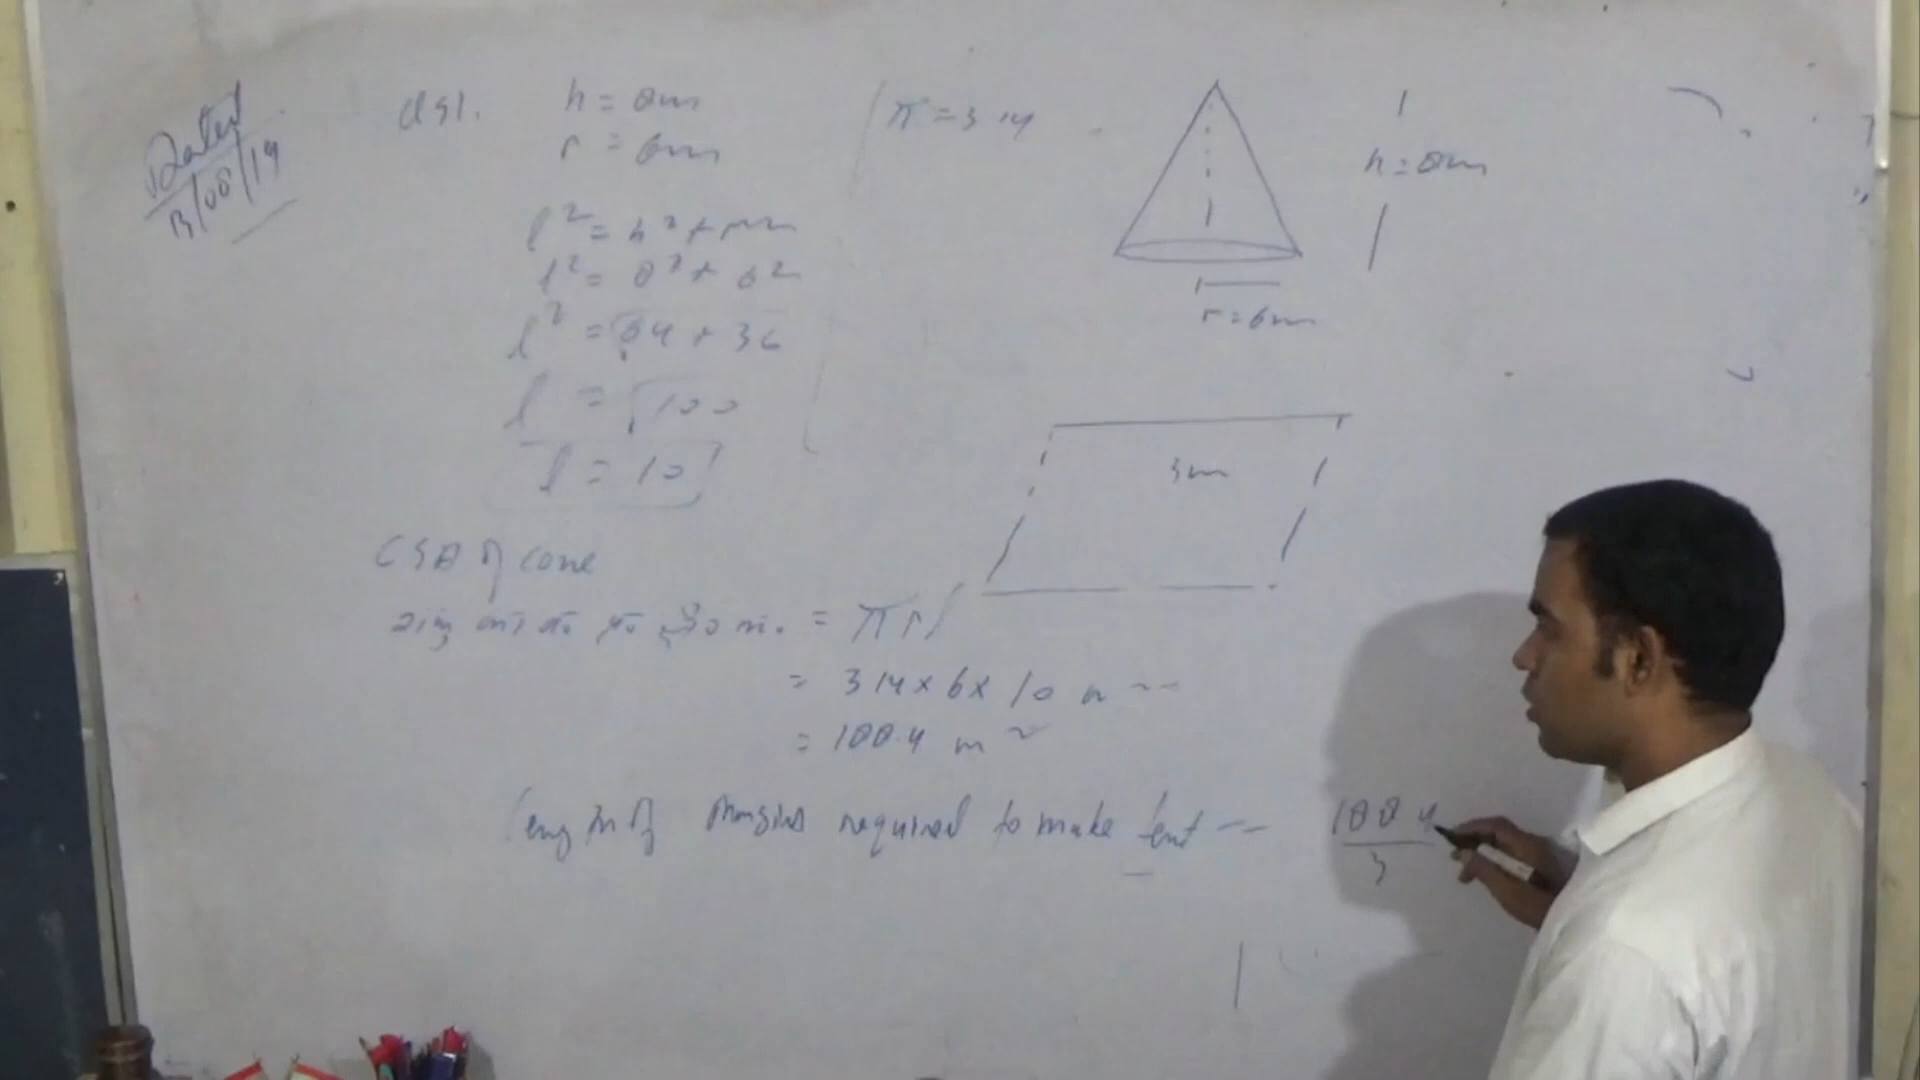 Dated
13/08/19
Q51.
h = 8m
r = 6m
π = 3.14
l² = h² + r²
l² = 8² + 6²
l² = 64 + 36
l = √100
l = 10
h = 8m
r = 6m
3m
CSA of cone
= πrl
= 3.14 × 6 × 10 m
= 188.4 m²
length of required to make tent =
188.4
3